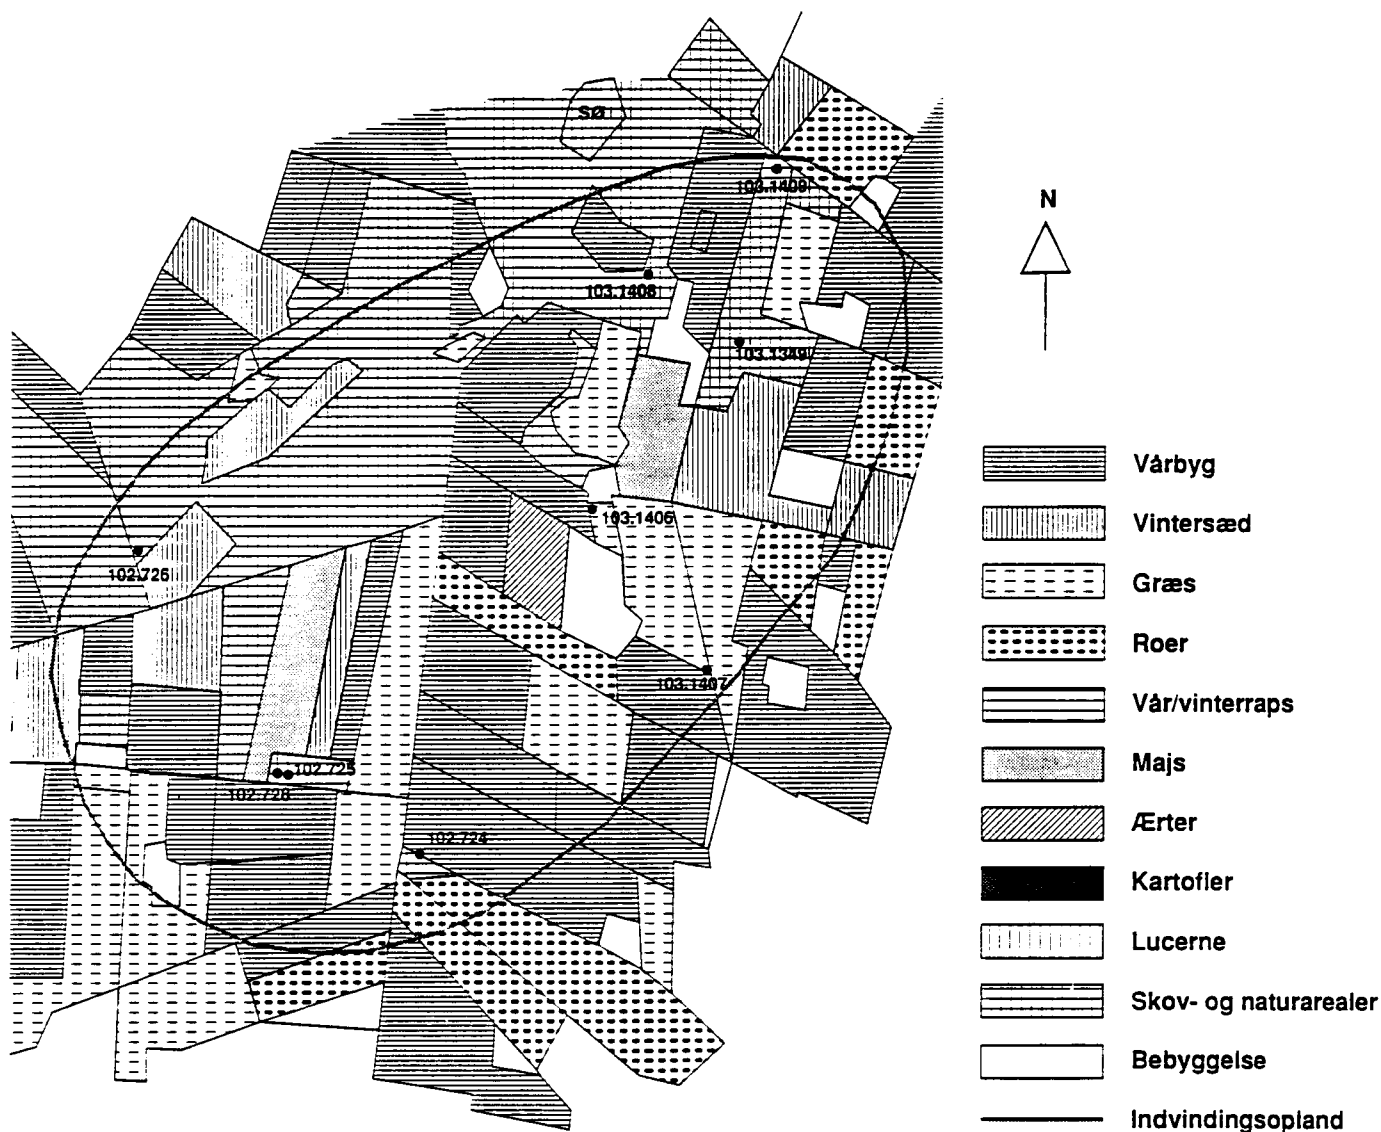 SØ
103.1409
N
103.1408
103.1349
Vårbyg
103.1406
Vintersæd
102.726
Græs
Roer
103.1407
Vår/vinterraps
102.725
Majs
102.728
102.724
Ærter
Kartofler
Lucerne
Skov- og naturarealer
Bebyggelse
Indvindingsopland